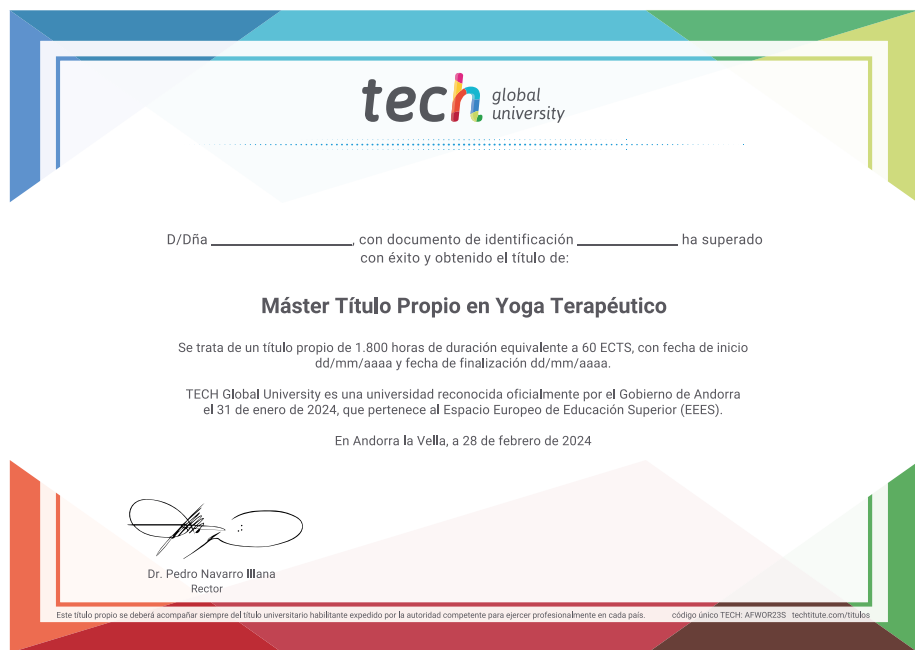 tech global university
D/Dña ____________________, con documento de identificación ______________ ha superado
con éxito y obtenido el título de:
Máster Título Propio en Yoga Terapéutico
Se trata de un título propio de 1.800 horas de duración equivalente a 60 ECTS, con fecha de inicio
dd/mm/aaaa y fecha de finalización dd/mm/aaaa.
TECH Global University es una universidad reconocida oficialmente por el Gobierno de Andorra
el 31 de enero de 2024, que pertenece al Espacio Europeo de Educación Superior (EEES).
En Andorra la Vella, a 28 de febrero de 2024
Dr. Pedro Navarro Illana
Rector
Este título propio se deberá acompañar siempre del título universitario habilitante expedido por la autoridad competente para ejercer profesionalmente en cada país. código único TECH: AFWOR23S techtitute.com/titulos